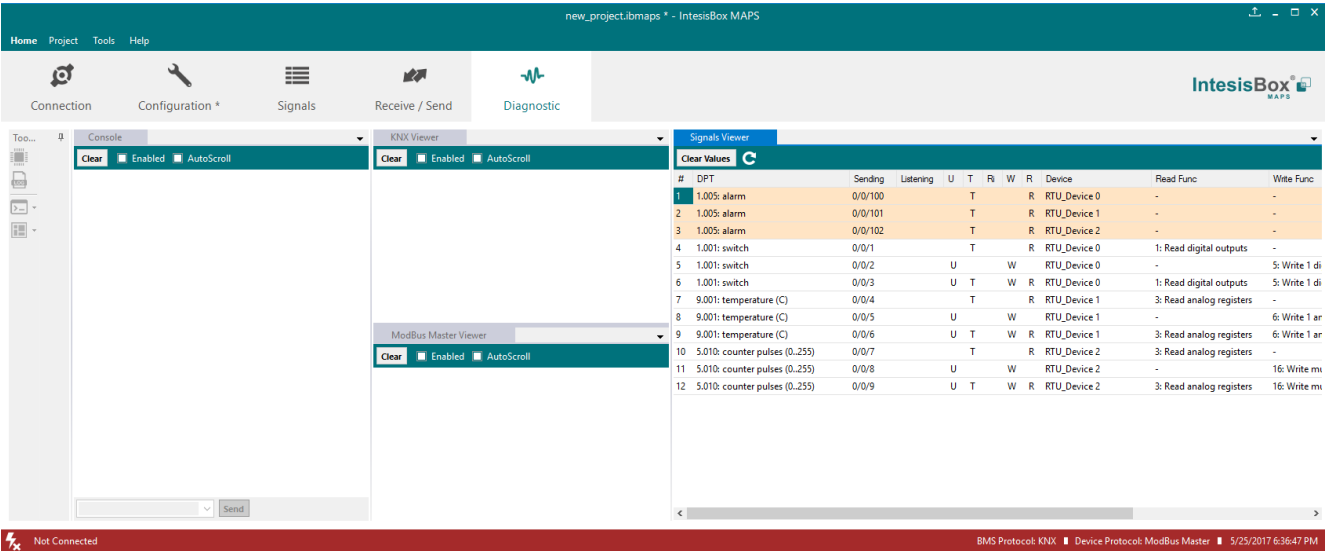 new_project.ibmaps * - IntesisBox MAPS
Home Project Tools Help
Connection Configuration * Signals Receive / Send Diagnostic
IntesisBox®
MAPS
Too... Console KNX Viewer Signals Viewer
Clear Enabled AutoScroll Clear Enabled AutoScroll Clear Values
# DPT Sending Listening U T Ri W R Device Read Func Write Func
1 1.005: alarm 0/0/100 T R RTU_Device 0 - -
2 1.005: alarm 0/0/101 T R RTU_Device 1 - -
3 1.005: alarm 0/0/102 T R RTU_Device 2 - -
4 1.001: switch 0/0/1 T R RTU_Device 0 1: Read digital outputs -
5 1.001: switch 0/0/2 U W RTU_Device 0 - 5: Write 1 di
6 1.001: switch 0/0/3 U T W R RTU_Device 0 1: Read digital outputs 5: Write 1 di
7 9.001: temperature (C) 0/0/4 T R RTU_Device 1 3: Read analog registers -
8 9.001: temperature (C) 0/0/5 U W RTU_Device 1 - 6: Write 1 ar
9 9.001: temperature (C) 0/0/6 U T W R RTU_Device 1 3: Read analog registers 6: Write 1 ar
10 5.010: counter pulses (0..255) 0/0/7 T R RTU_Device 2 3: Read analog registers -
11 5.010: counter pulses (0..255) 0/0/8 U W RTU_Device 2 - 16: Write mu
12 5.010: counter pulses (0..255) 0/0/9 U T W R RTU_Device 2 3: Read analog registers 16: Write mu
ModBus Master Viewer
Clear Enabled AutoScroll
Send
Not Connected BMS Protocol: KNX Device Protocol: ModBus Master 5/25/2017 6:36:47 PM